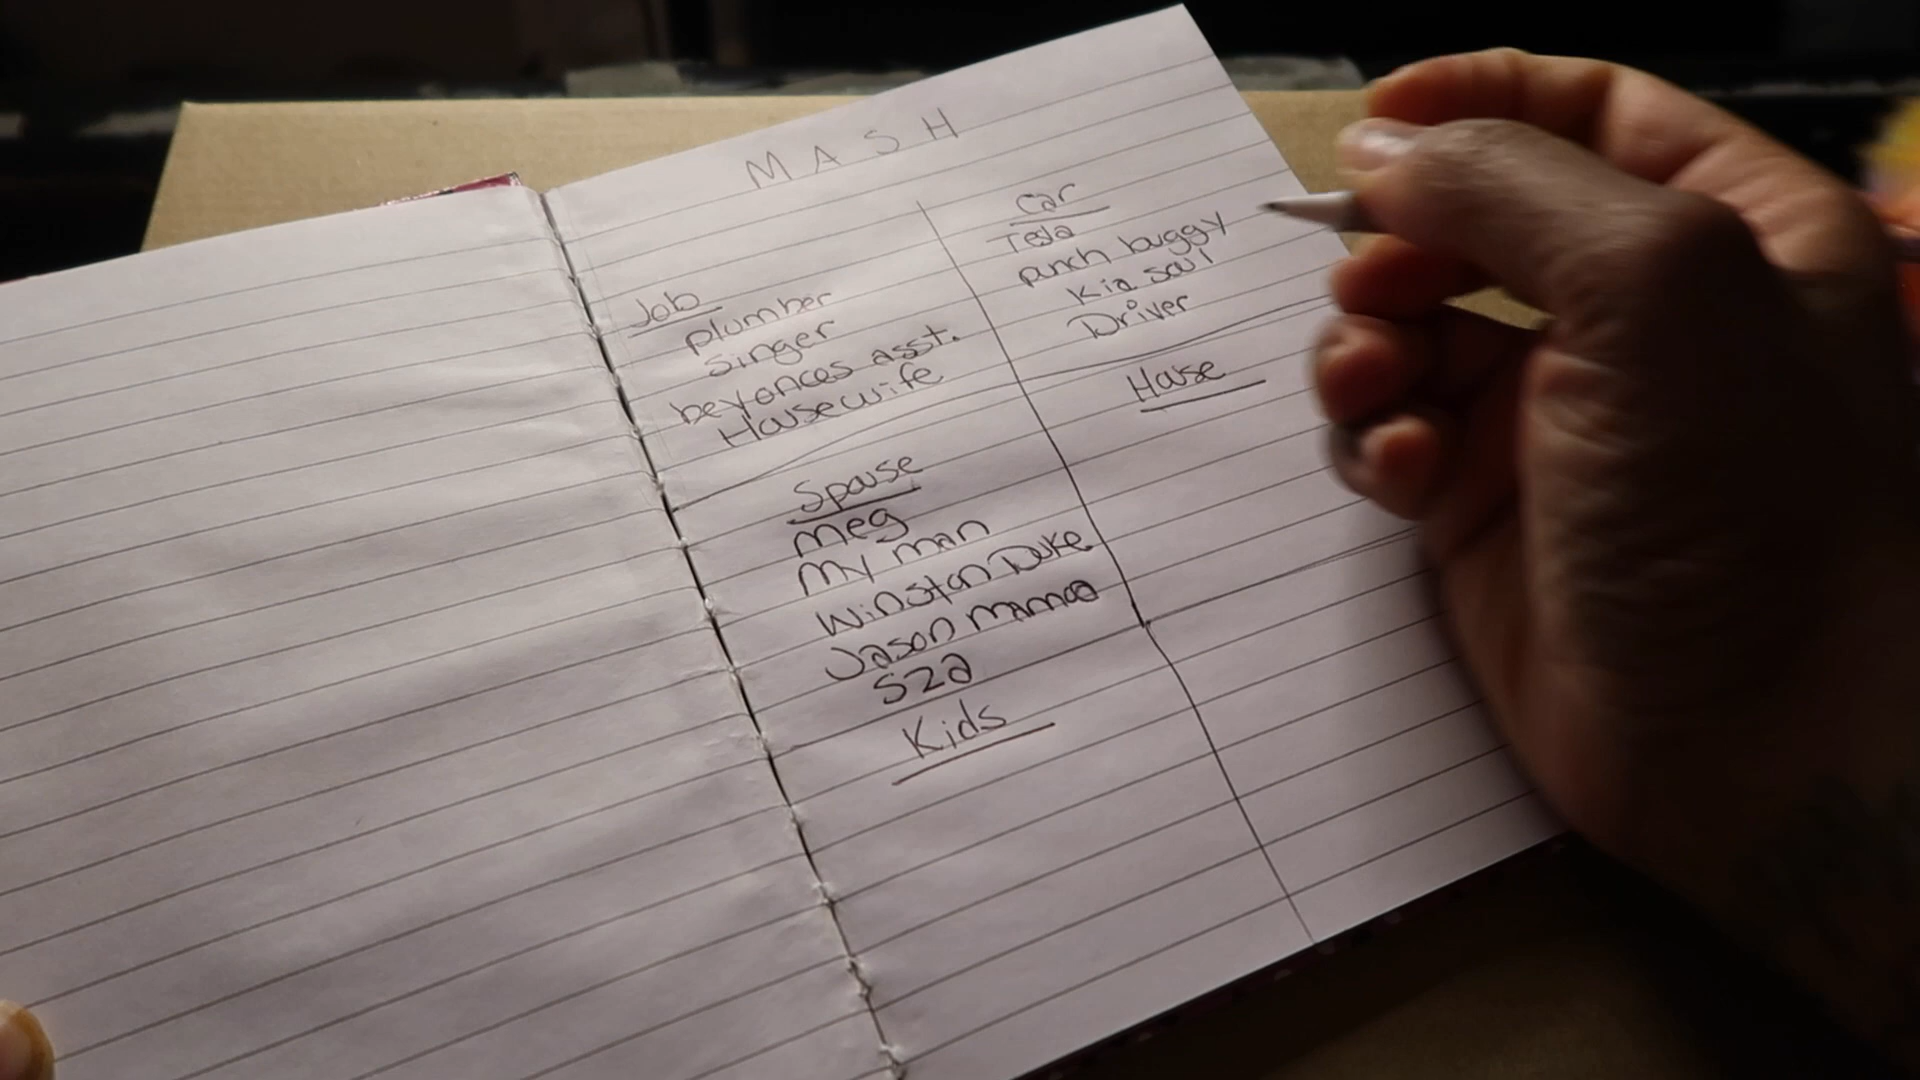 M A S H
Job
plumber
singer
beyonces asst.
Housewife
Spouse
meg
my man
Winston Duke
Jason mamoa
SZa
Kids
Car
Tesla
punch buggy
Kia soul
Driver
House